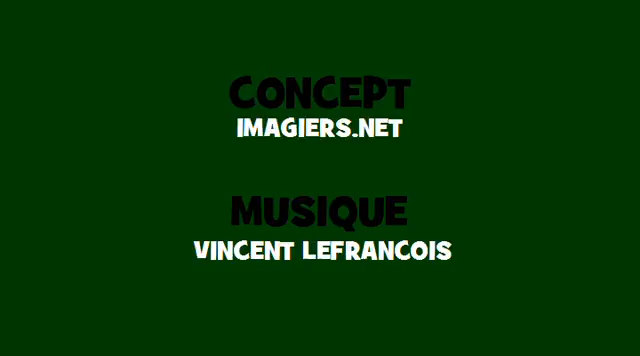 CONCEPT
IMAGIERS.NET
MUSIQUE
VINCENT LEFRANCOIS